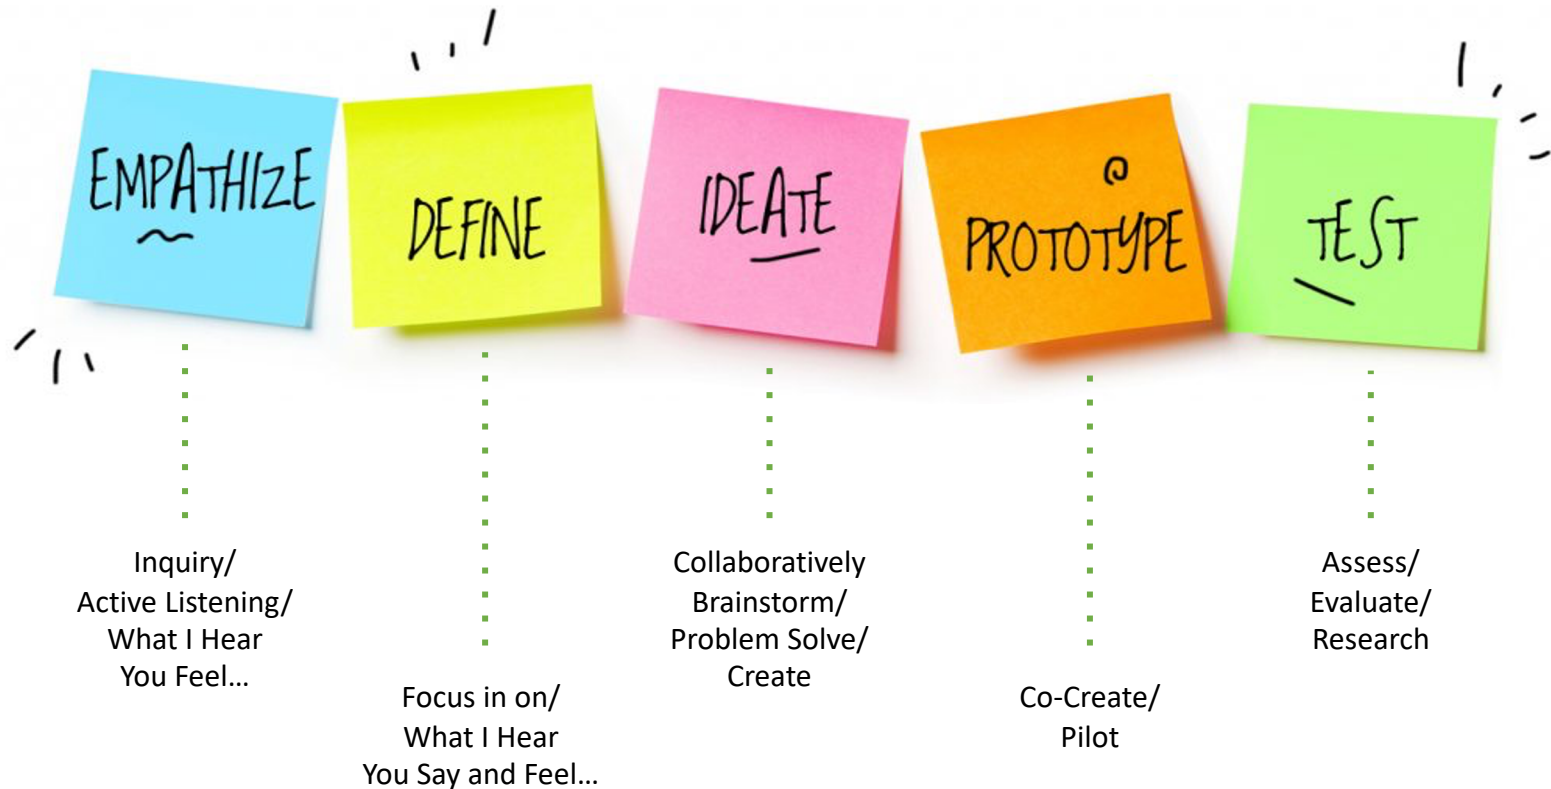 EMPATHIZE
DEFINE
IDEATE
PROTOTYPE
TEST
Inquiry/
Active Listening/
What I Hear
You Feel…
Focus in on/
What I Hear
You Say and Feel…
Collaboratively
Brainstorm/
Problem Solve/
Create
Co-Create/
Pilot
Assess/
Evaluate/
Research